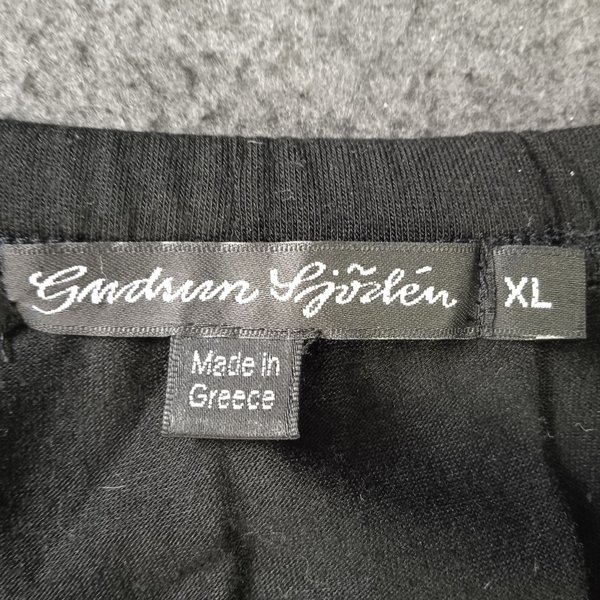 Gudrun Sjödén
XL
Made in
Greece